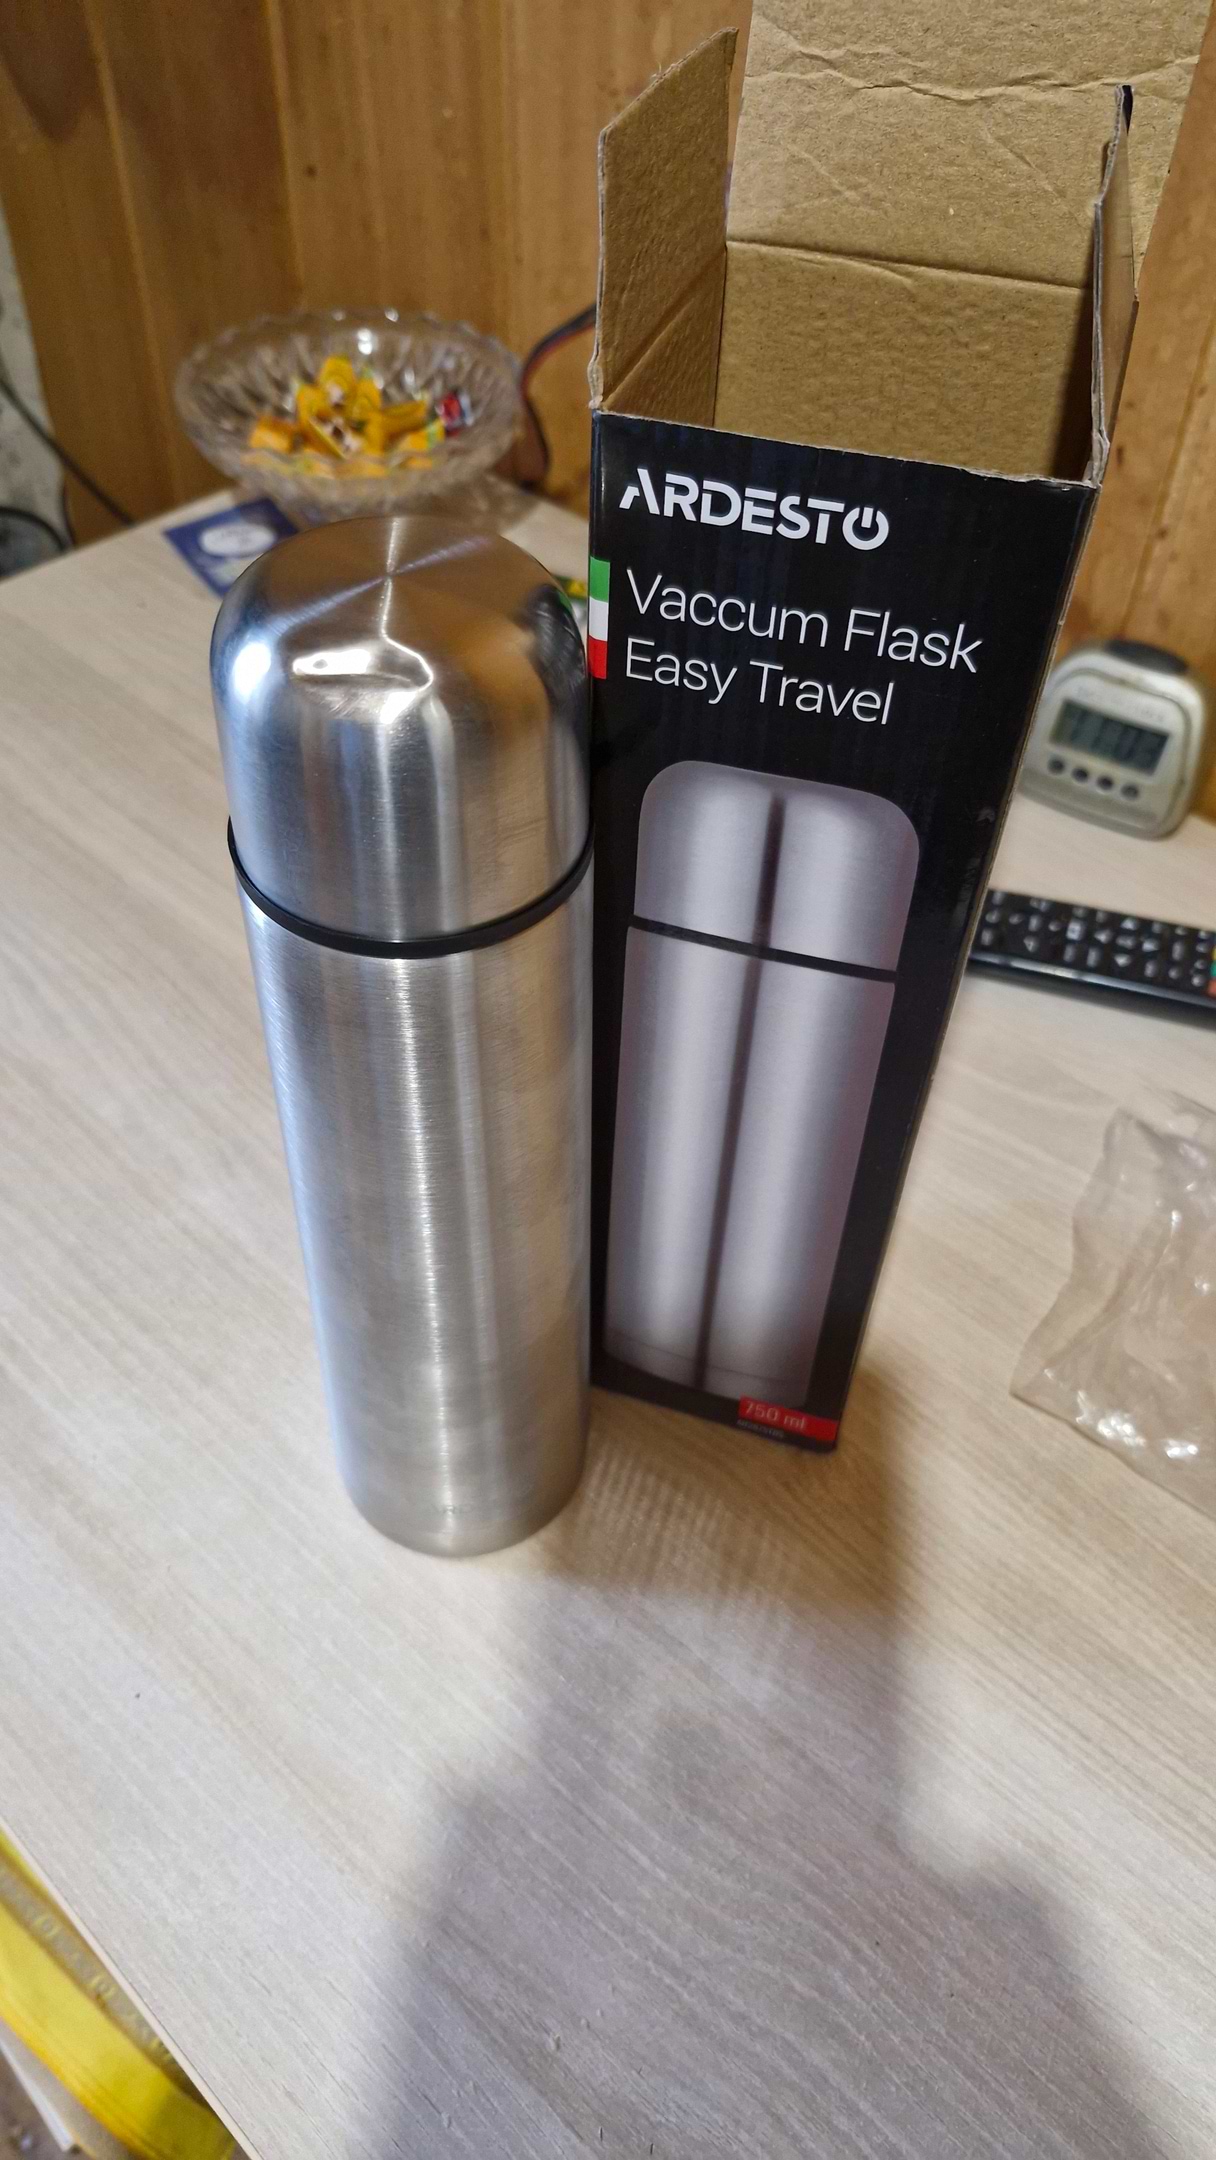 ARDESTO
Vaccum Flask
Easy Travel
750 ml